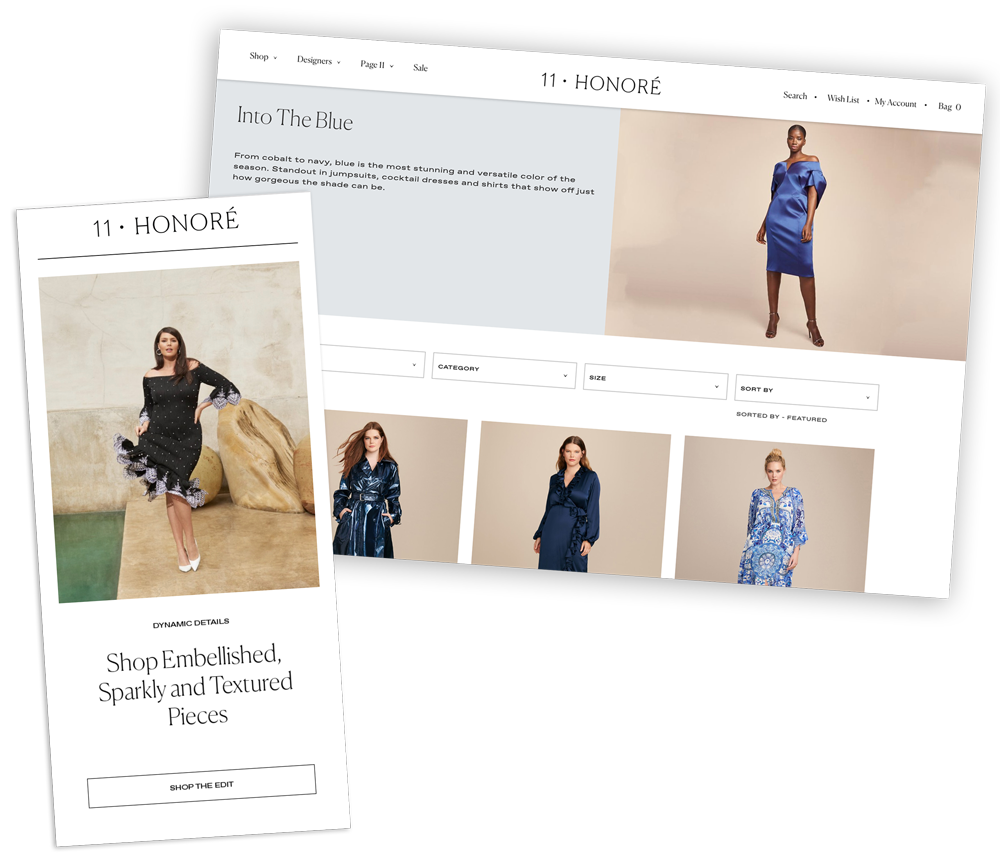 Shop
Designers
Page 11
Sale
11 · HONORÉ
Search • Wish List • My Account • Bag 0
Into The Blue
From cobalt to navy, blue is the most stunning and versatile color of the
season. Standout in jumpsuits, cocktail dresses and shirts that show off just
how gorgeous the shade can be.
CATEGORY
SIZE
SORT BY
SORTED BY - FEATURED
11 · HONORÉ
DYNAMIC DETAILS
Shop Embellished,
Sparkly and Textured
Pieces
SHOP THE EDIT